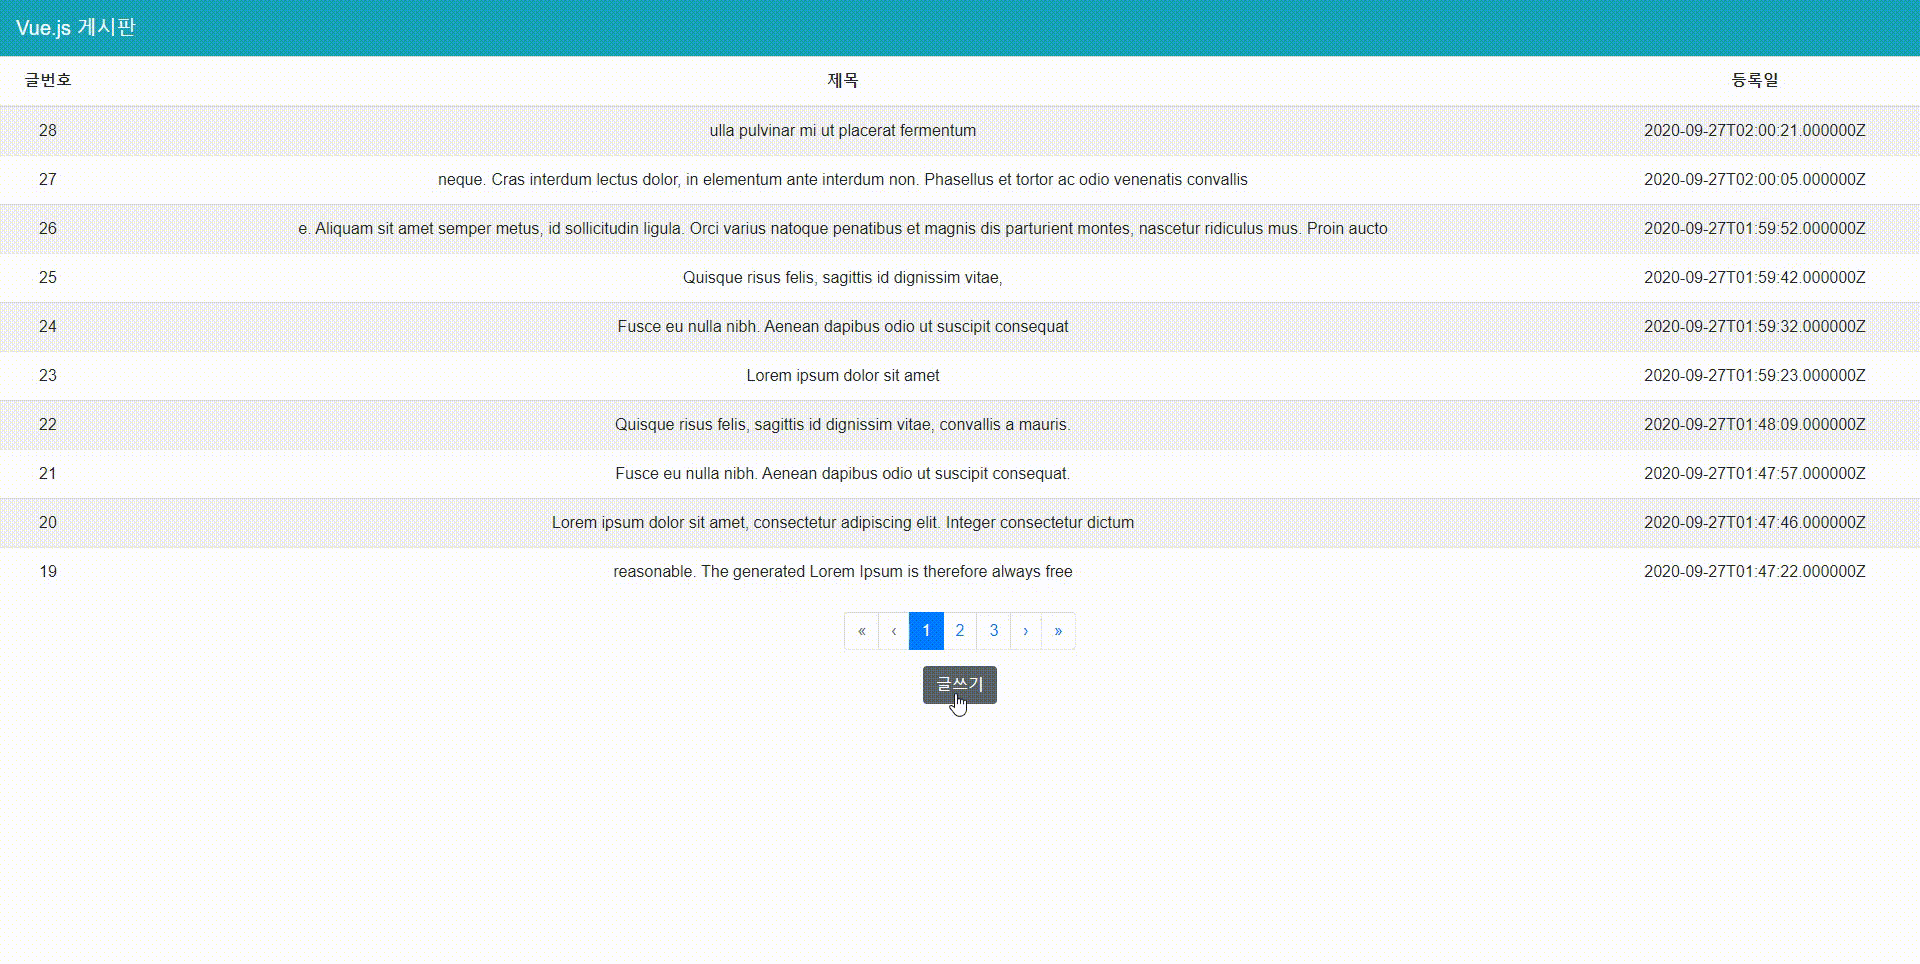 Vue.js 게시판
글번호 제목 등록일
28 ulla pulvinar mi ut placerat fermentum 2020-09-27T02:00:21.000000Z
27 neque. Cras interdum lectus dolor, in elementum ante interdum non. Phasellus et tortor ac odio venenatis convallis 2020-09-27T02:00:05.000000Z
26 e. Aliquam sit amet semper metus, id sollicitudin ligula. Orci varius natoque penatibus et magnis dis parturient montes, nascetur ridiculus mus. Proin aucto 2020-09-27T01:59:52.000000Z
25 Quisque risus felis, sagittis id dignissim vitae, 2020-09-27T01:59:42.000000Z
24 Fusce eu nulla nibh. Aenean dapibus odio ut suscipit consequat 2020-09-27T01:59:32.000000Z
23 Lorem ipsum dolor sit amet 2020-09-27T01:59:23.000000Z
22 Quisque risus felis, sagittis id dignissim vitae, convallis a mauris. 2020-09-27T01:48:09.000000Z
21 Fusce eu nulla nibh. Aenean dapibus odio ut suscipit consequat. 2020-09-27T01:47:57.000000Z
20 Lorem ipsum dolor sit amet, consectetur adipiscing elit. Integer consectetur dictum 2020-09-27T01:47:46.000000Z
19 reasonable. The generated Lorem Ipsum is therefore always free 2020-09-27T01:47:22.000000Z
« ‹ 1 2 3 › »
글쓰기